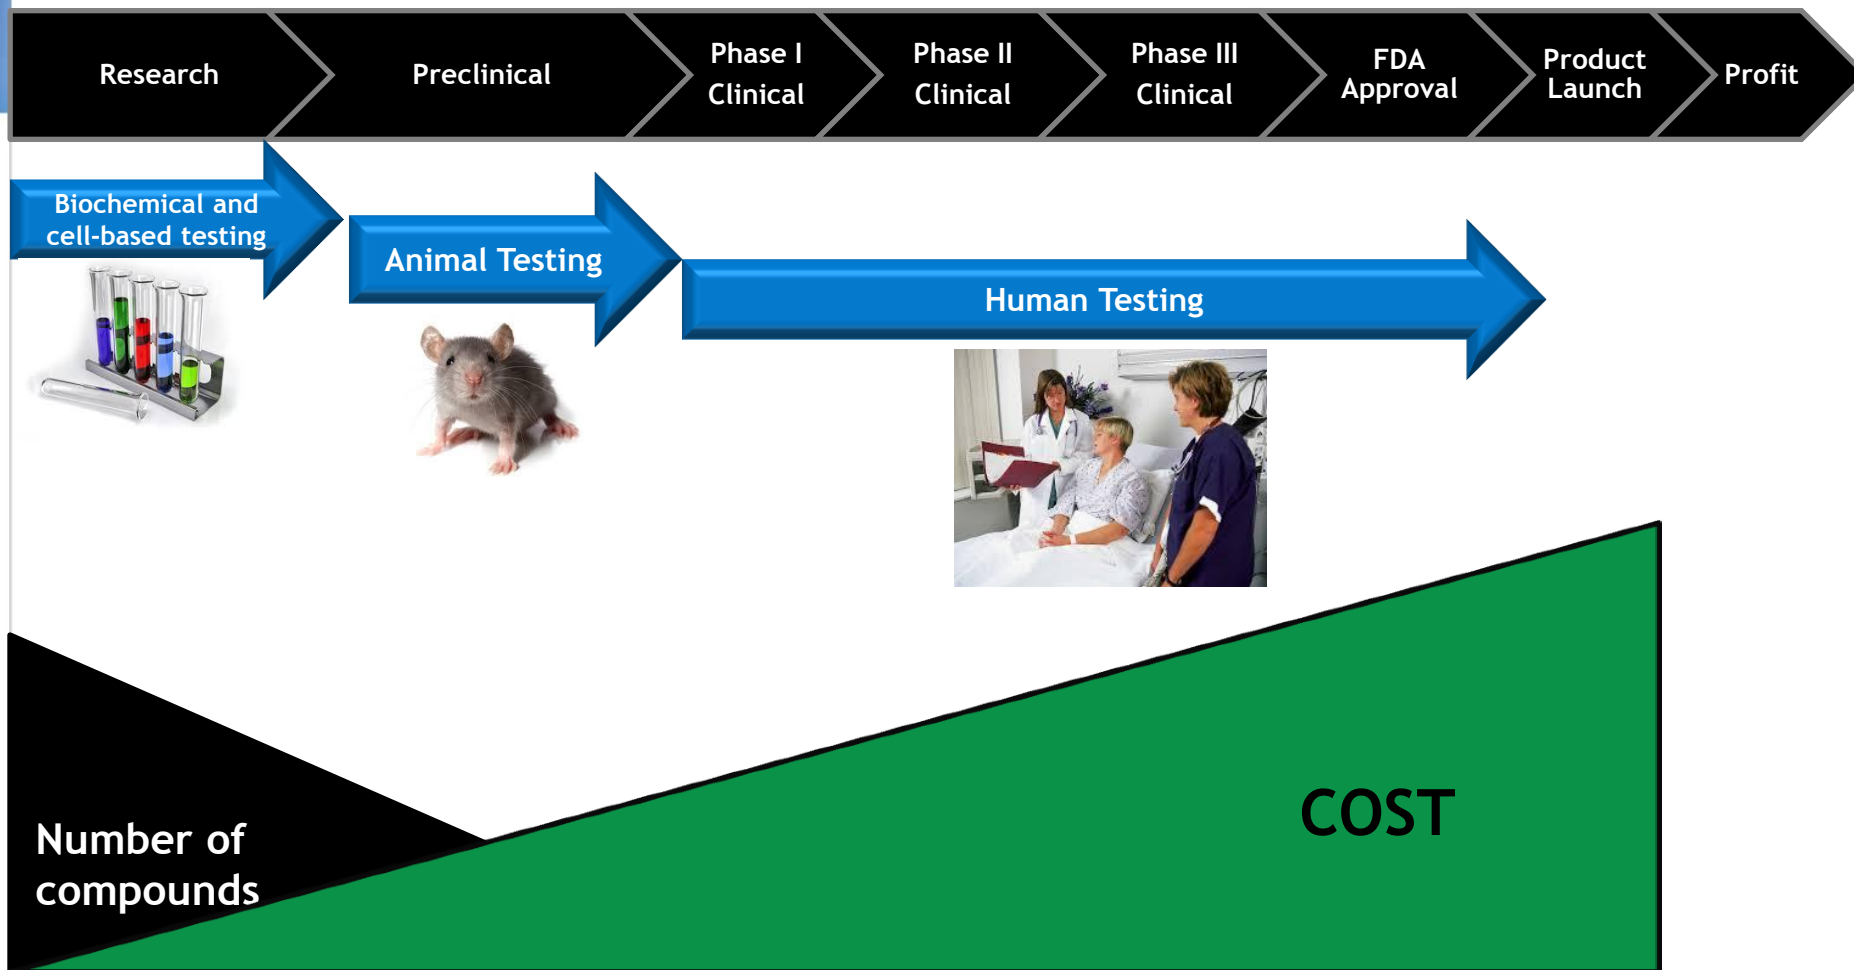 Research
Preclinical
Phase I
Clinical
Phase II
Clinical
Phase III
Clinical
FDA
Approval
Product
Launch
Profit
Biochemical and
cell-based testing
Animal Testing
Human Testing
Number of
compounds
COST